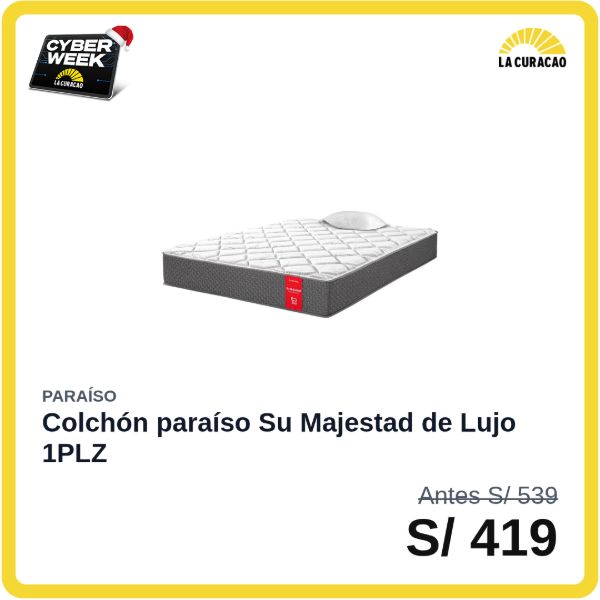 CYBER
WEEK
LA CURACAO
LA CURACAO
PARAÍSO
Colchón paraíso Su Majestad de Lujo
1PLZ
Antes S/ 539
S/ 419